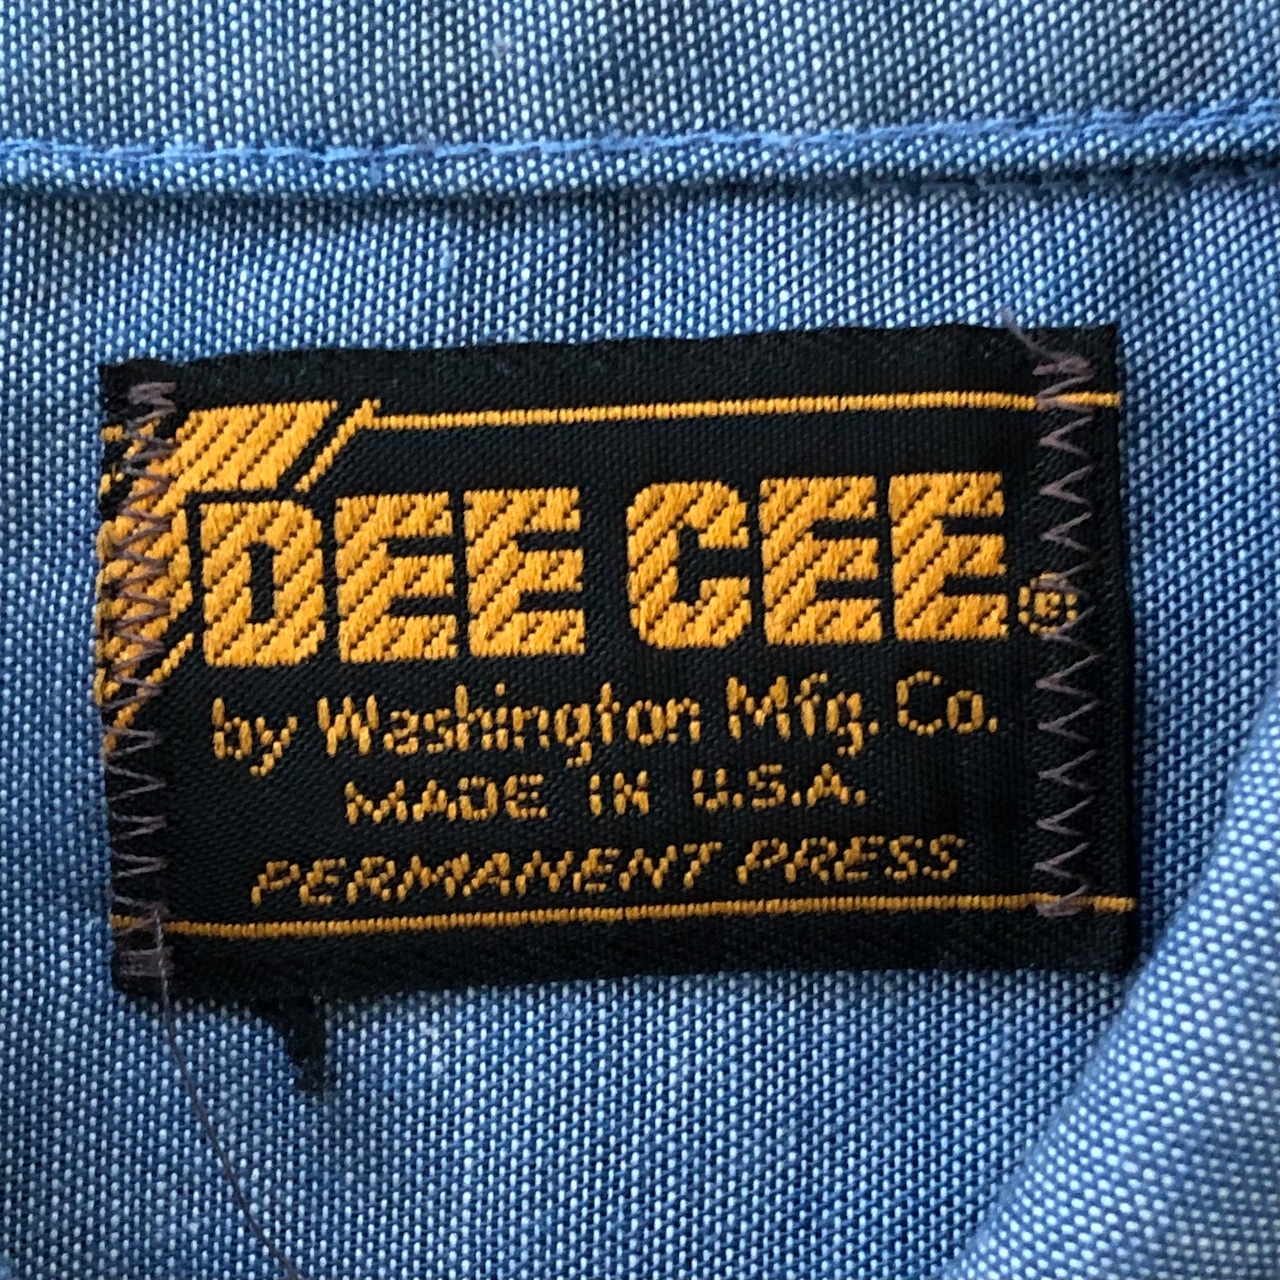 DEE CEE®
by Washington Mfg. Co.
MADE IN U.S.A.
PERMANENT PRESS